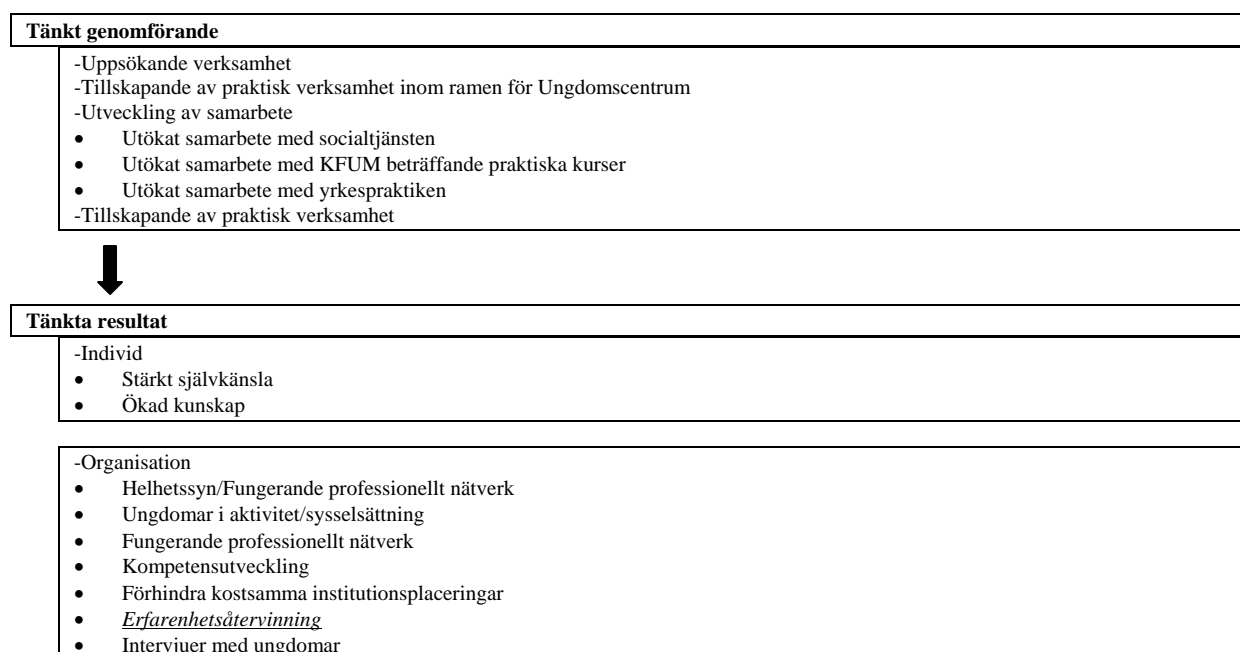 Tänkt genomförande
-Uppsökande verksamhet
-Tillskapande av praktisk verksamhet inom ramen för Ungdomscentrum
-Utveckling av samarbete
• Utökat samarbete med socialtjänsten
• Utökat samarbete med KFUM beträffande praktiska kurser
• Utökat samarbete med yrkespraktiken
-Tillskapande av praktisk verksamhet
Tänkta resultat
-Individ
• Stärkt självkänsla
• Ökad kunskap
-Organisation
• Helhetssyn/Fungerande professionellt nätverk
• Ungdomar i aktivitet/sysselsättning
• Fungerande professionellt nätverk
• Kompetensutveckling
• Förhindra kostsamma institutionsplaceringar
• Erfarenhetsåtervinning
• Intervjuer med ungdomar